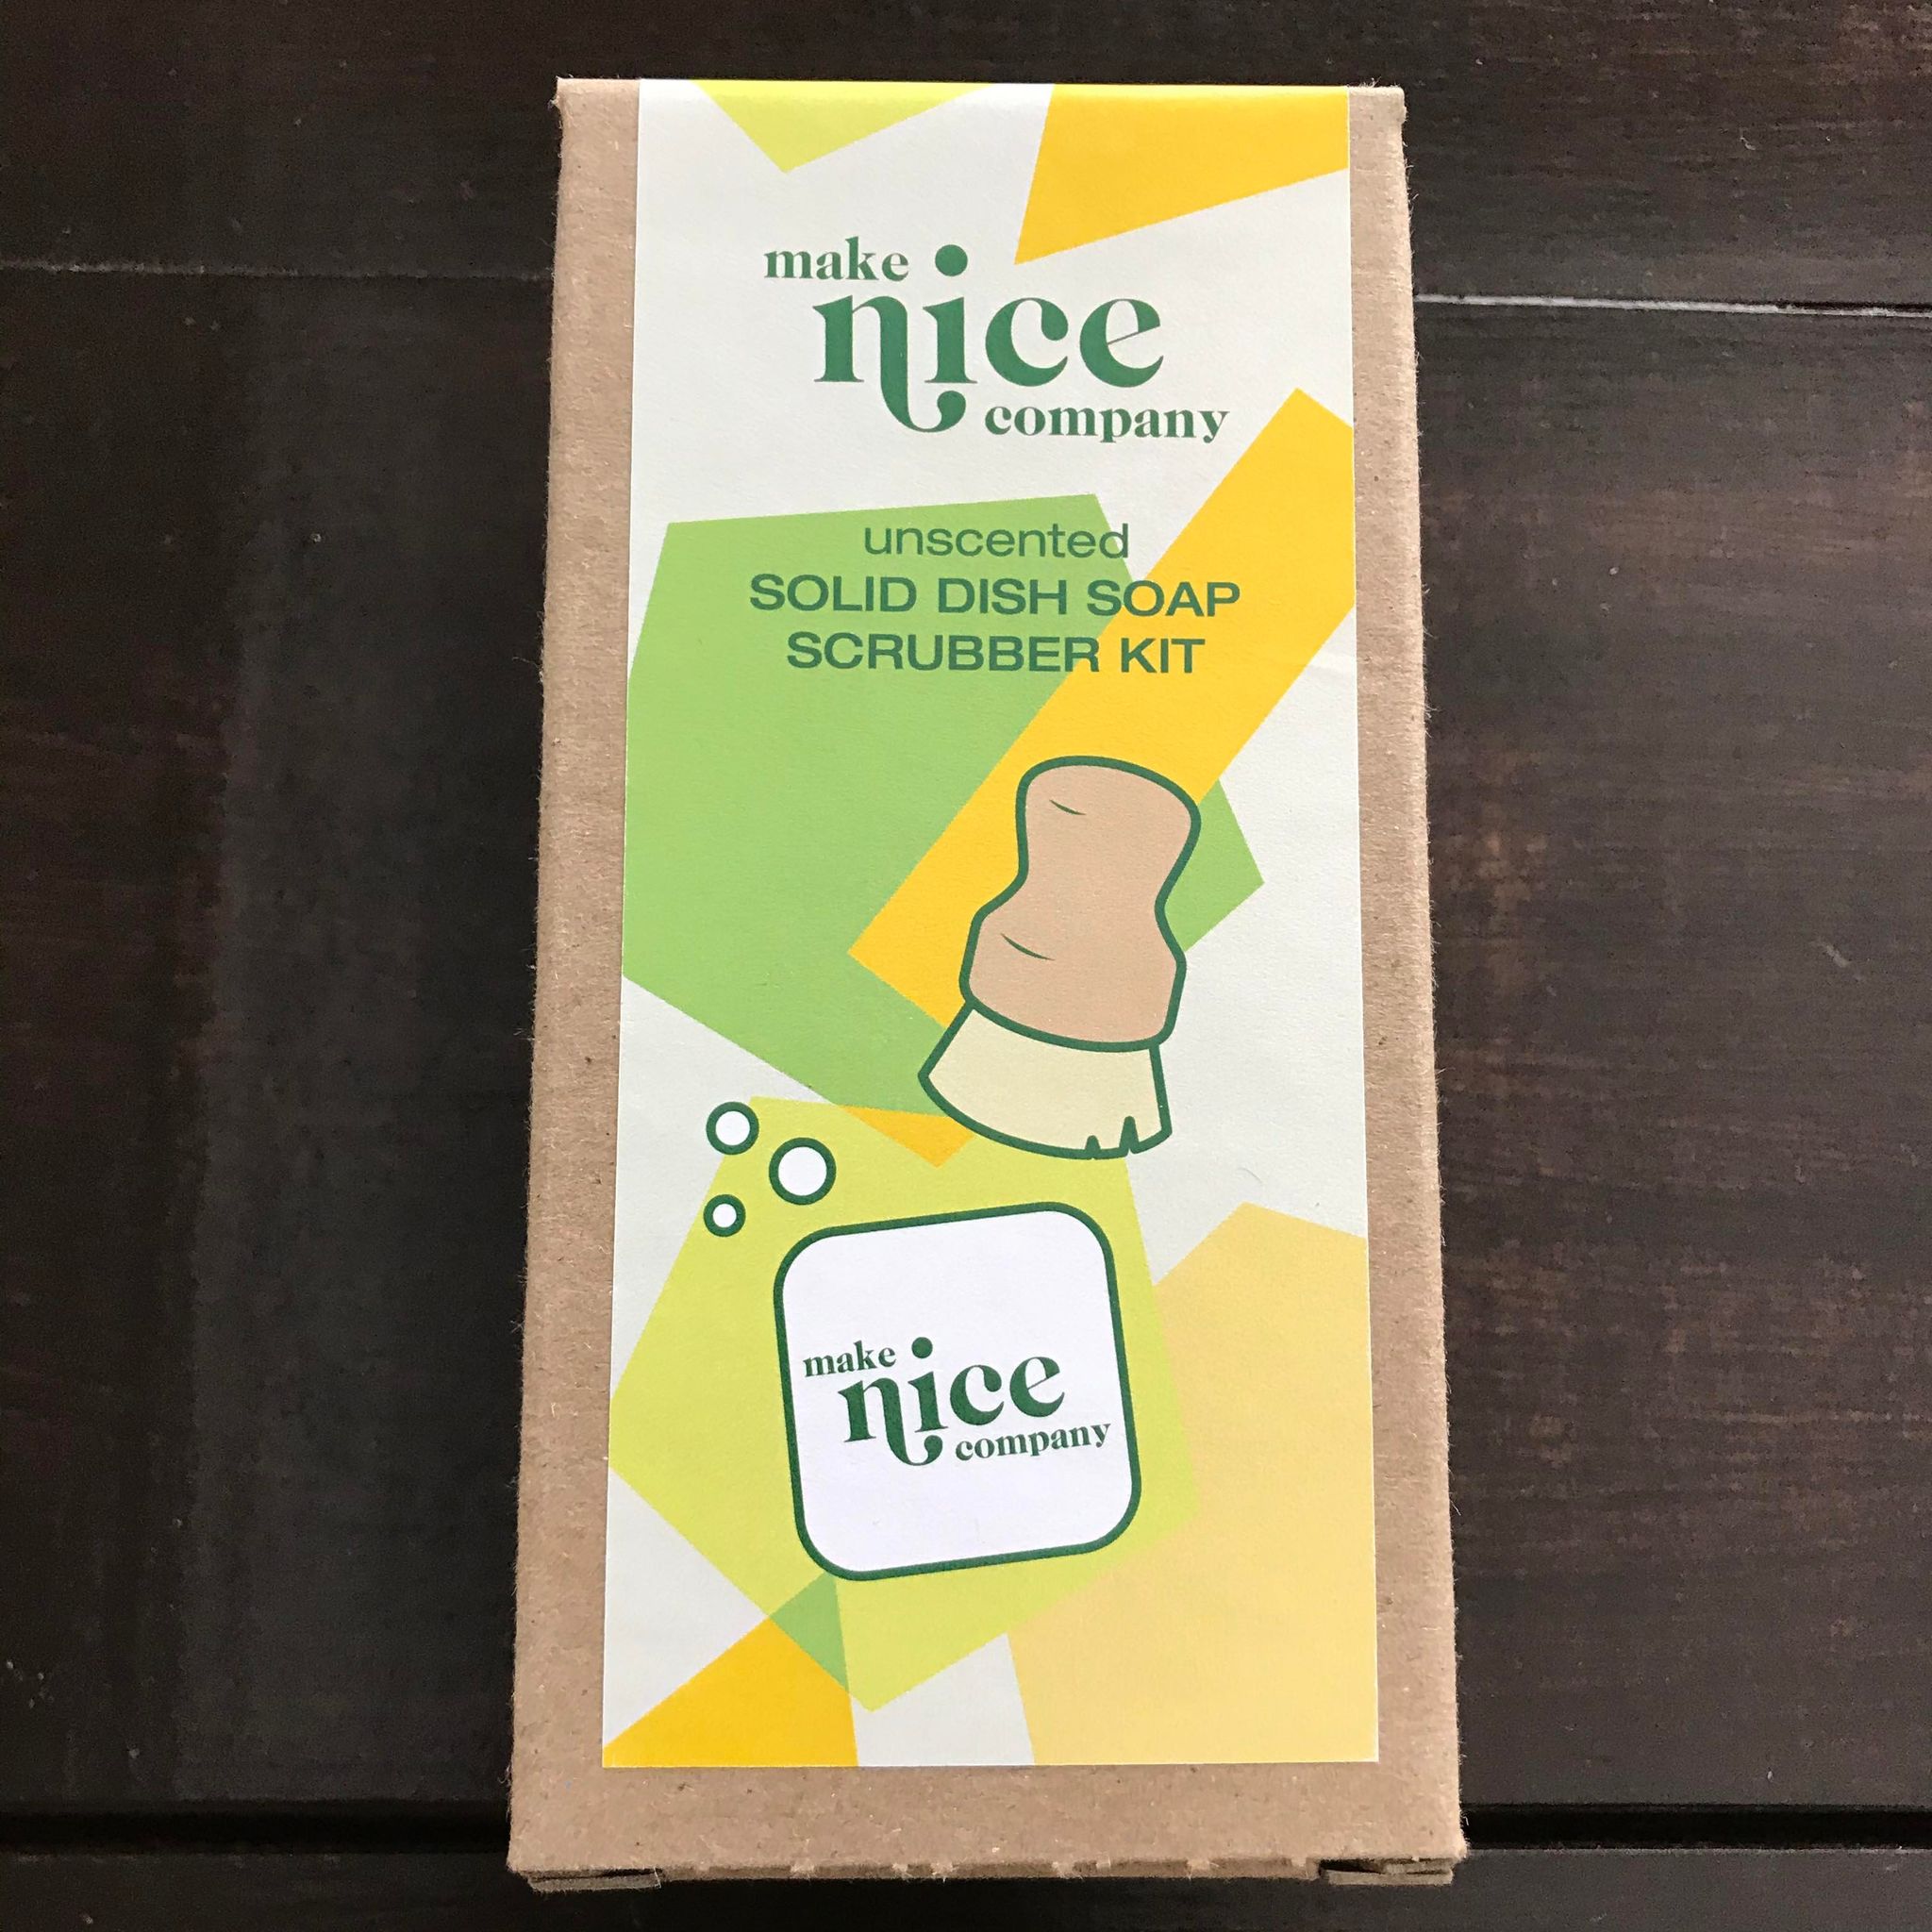 make
nice
company
unscented
SOLID DISH SOAP
SCRUBBER KIT
make
nice
company